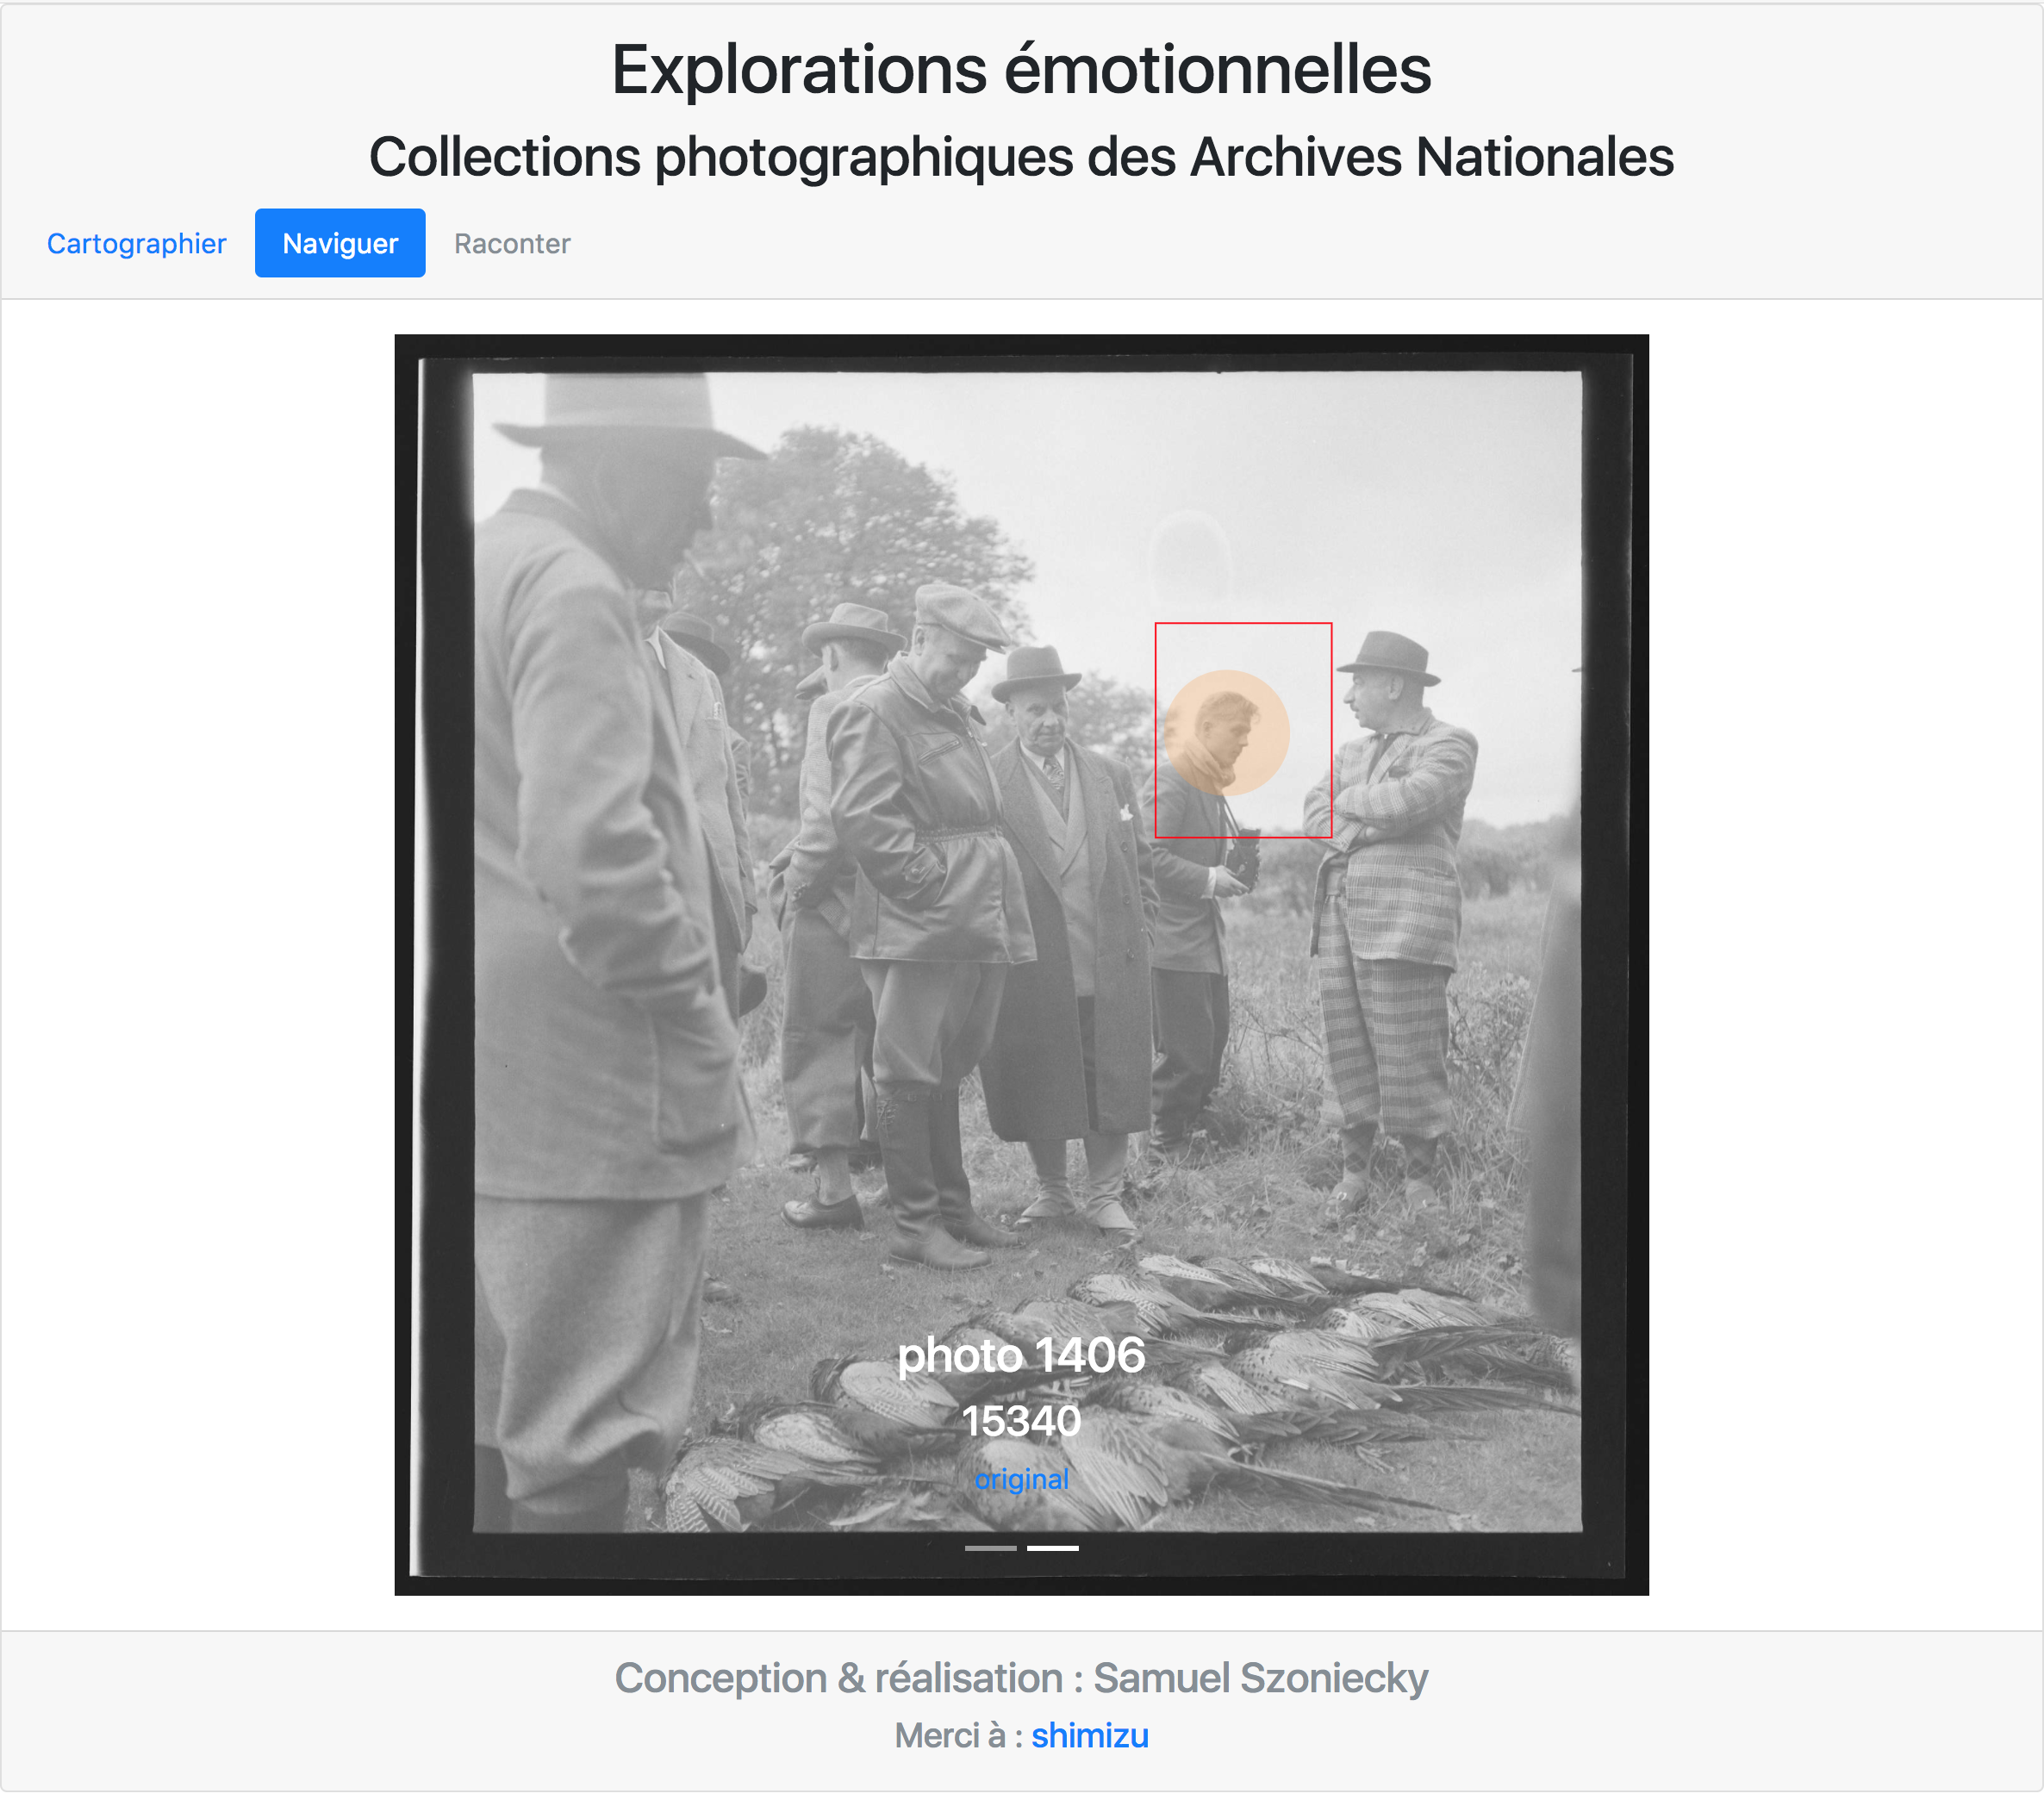 Explorations émotionnelles
Collections photographiques des Archives Nationales
Cartographier Naviguer Raconter
photo 1406
15340
original
Conception & réalisation : Samuel Szoniecky
Merci à : shimizu